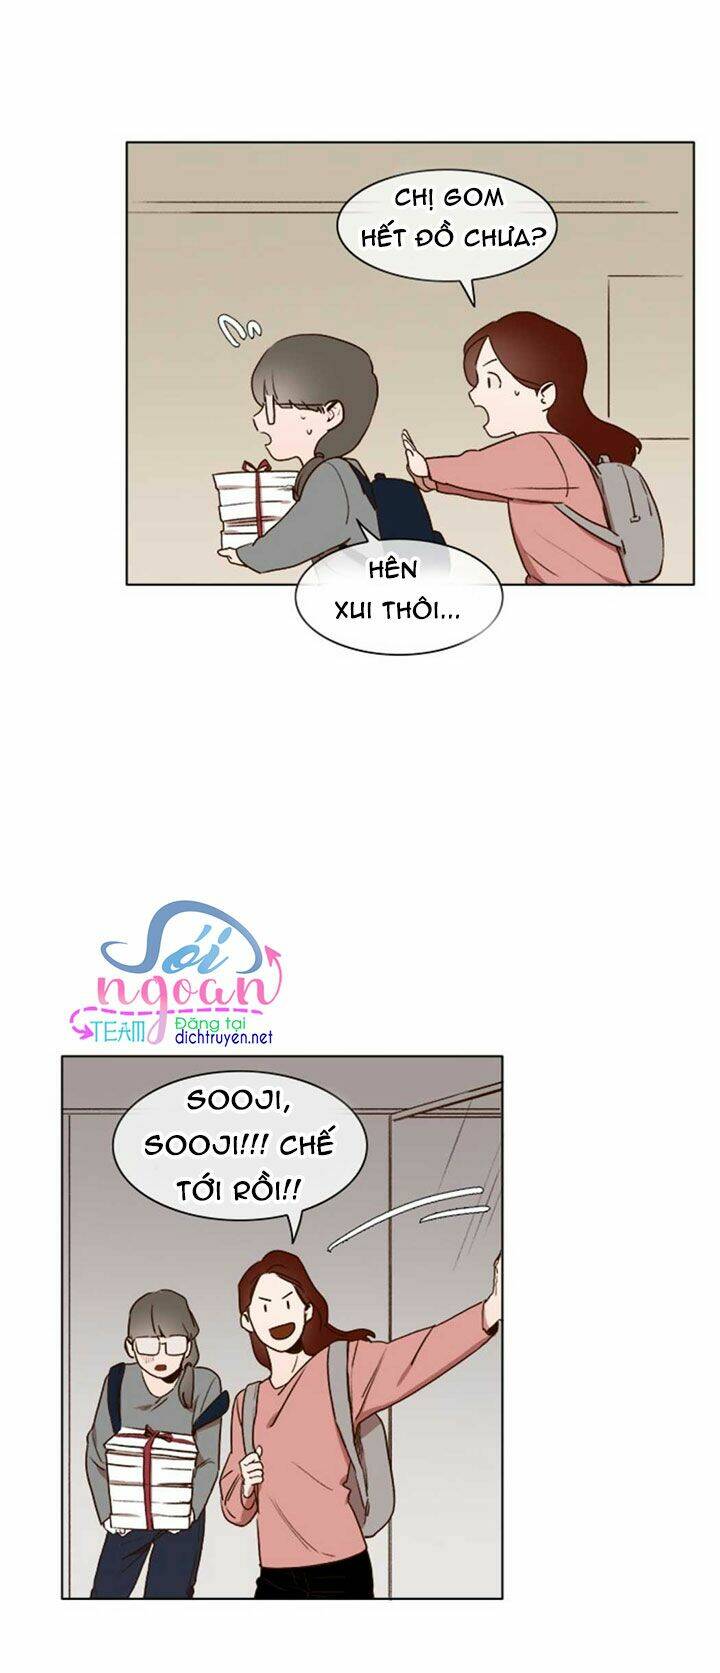 CHỊ GOM
HẾT ĐỒ CHƯA?
HÊN
XUI THÔI...
Sói
ngoan
TEAM
Đăng tại
dichtruyen.net
SOOJI,
SOOJI!!! CHẾ
TỚI RỒI!!